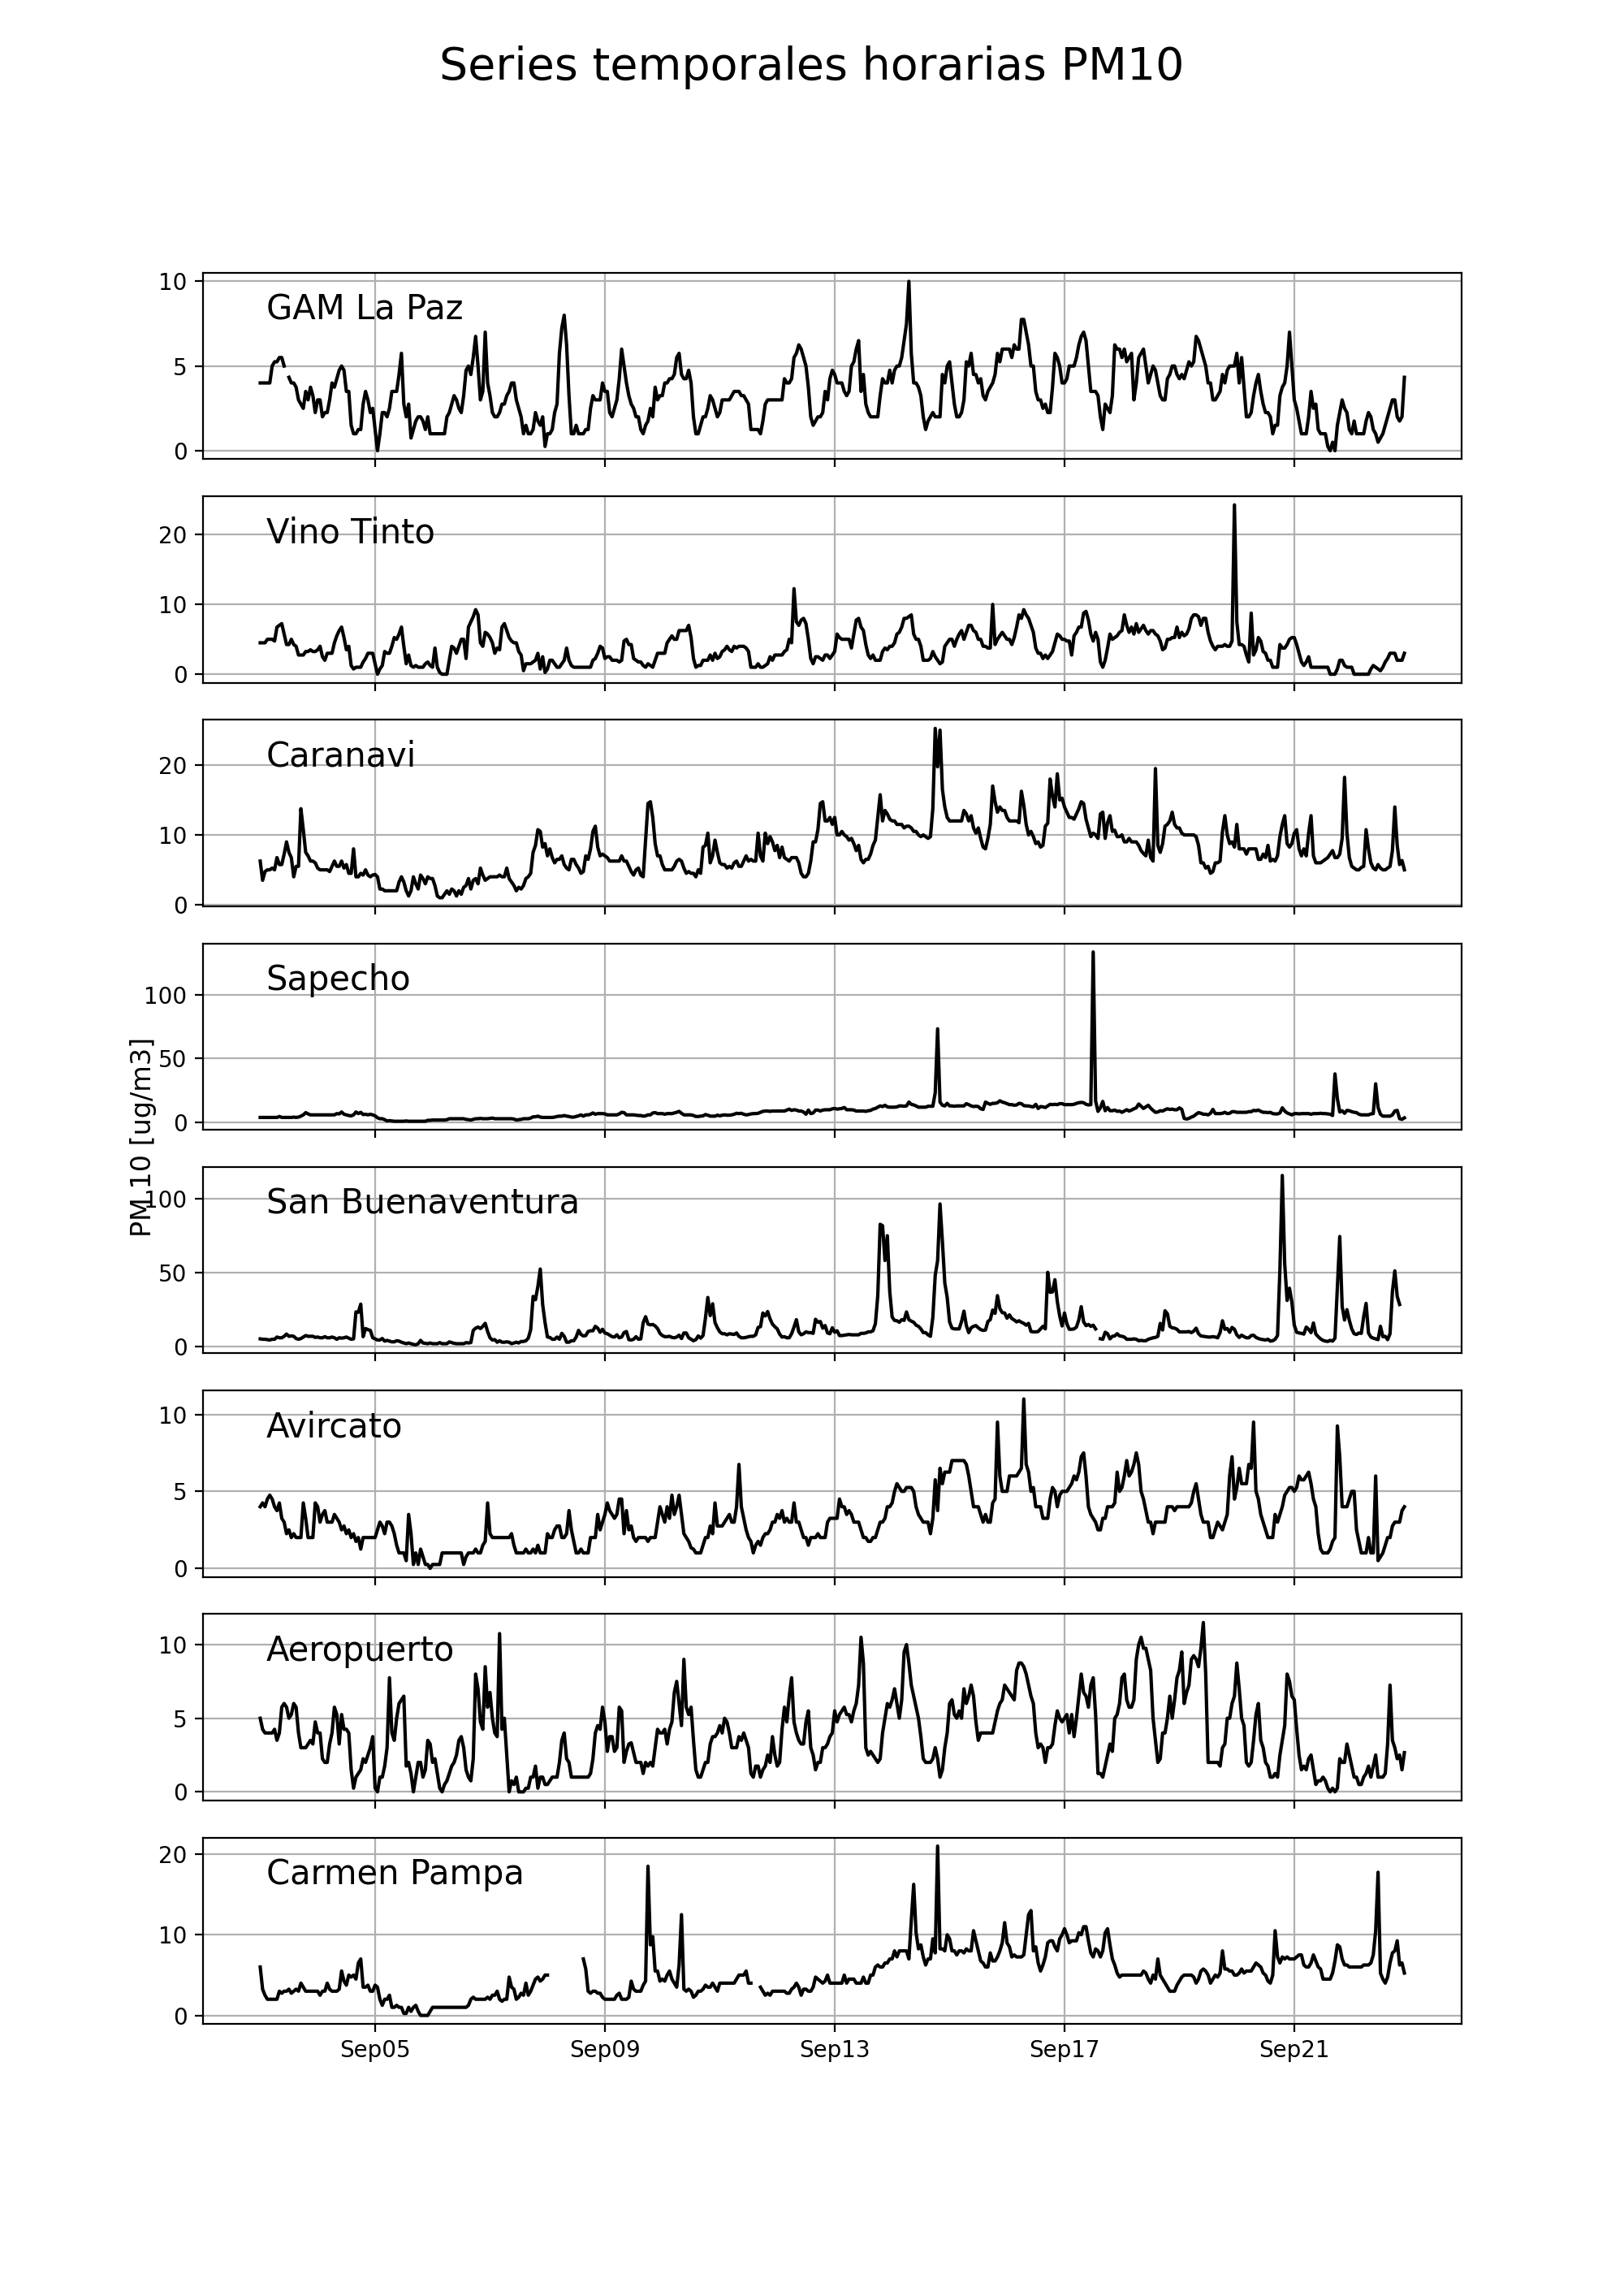 Series temporales horarias PM10
GAM La Paz
10
5
0
Vino Tinto
20
10
0
Caranavi
20
10
0
PM 10 [ug/m3]
Sapecho
100
50
0
San Buenaventura
100
50
0
Avircato
10
5
0
Aeropuerto
10
5
0
Carmen Pampa
20
10
0
Sep05 Sep09 Sep13 Sep17 Sep21